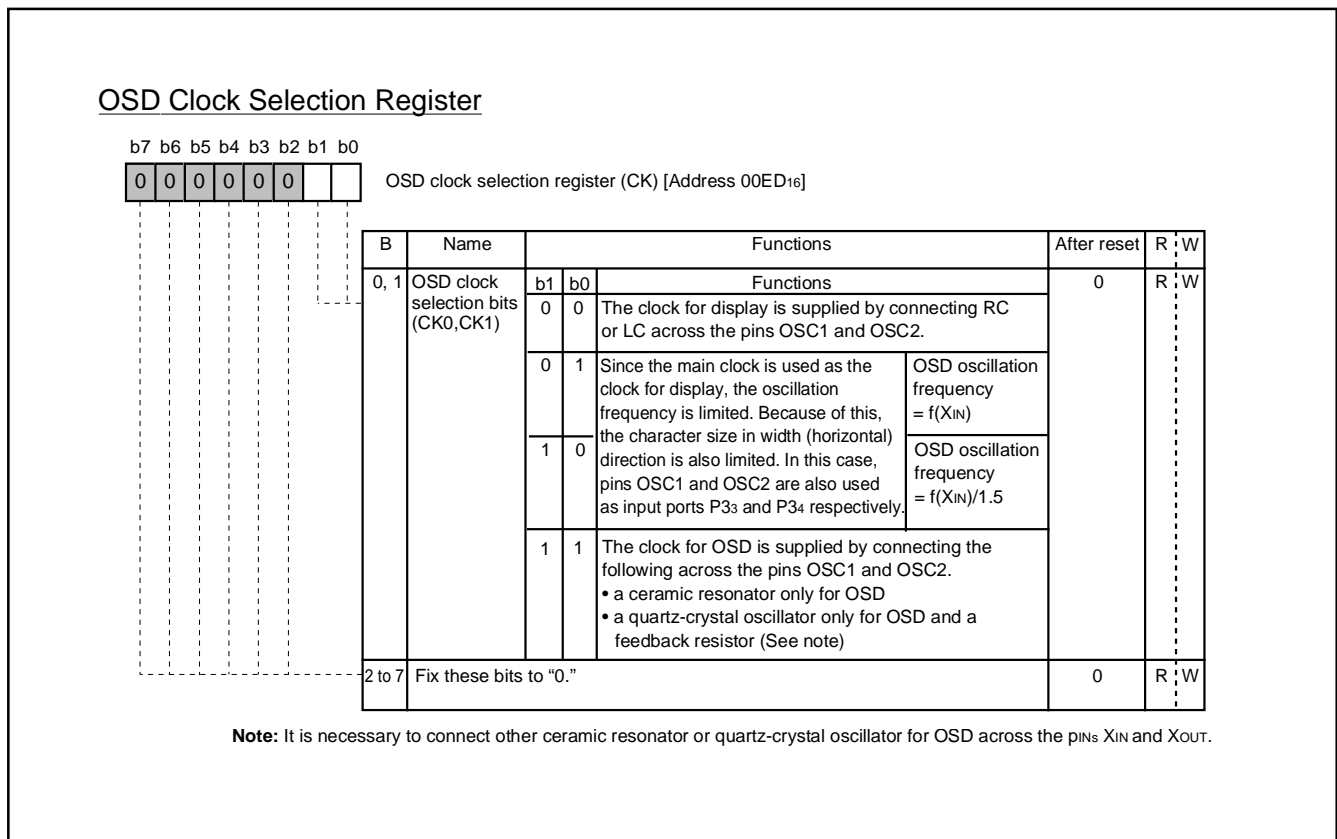 OSD Clock Selection Register
b7 b6 b5 b4 b3 b2 b1 b0
0 0 0 0 0 0
OSD clock selection register (CK) [Address 00ED16]
B Name Functions After reset R W
0, 1 OSD clock selection bits (CK0,CK1) 0 R W
b1 b0 Functions
0 0 The clock for display is supplied by connecting RC
or LC across the pins OSC1 and OSC2.
0 1 Since the main clock is used as the
clock for display, the oscillation
frequency is limited. Because of this,
the character size in width (horizontal)
1 0 direction is also limited. In this case,
pins OSC1 and OSC2 are also used
as input ports P33 and P34 respectively.
OSD oscillation
frequency
= f(XIN)
OSD oscillation
frequency
= f(XIN)/1.5
1 1 The clock for OSD is supplied by connecting the
following across the pins OSC1 and OSC2.
• a ceramic resonator only for OSD
• a quartz-crystal oscillator only for OSD and a
feedback resistor (See note)
2 to 7 Fix these bits to “0.” 0 R W
Note: It is necessary to connect other ceramic resonator or quartz-crystal oscillator for OSD across the pINs XIN and XOUT.